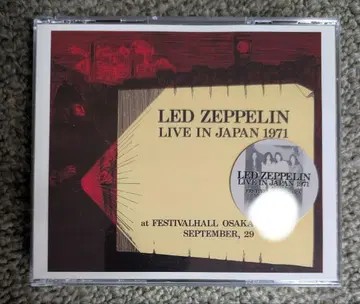 LED ZEPPELIN
LIVE IN JAPAN 1971
at FESTIVALHALL OSAKA
SEPTEMBER, 29
LED ZEPPELIN
LIVE IN JAPAN 1971